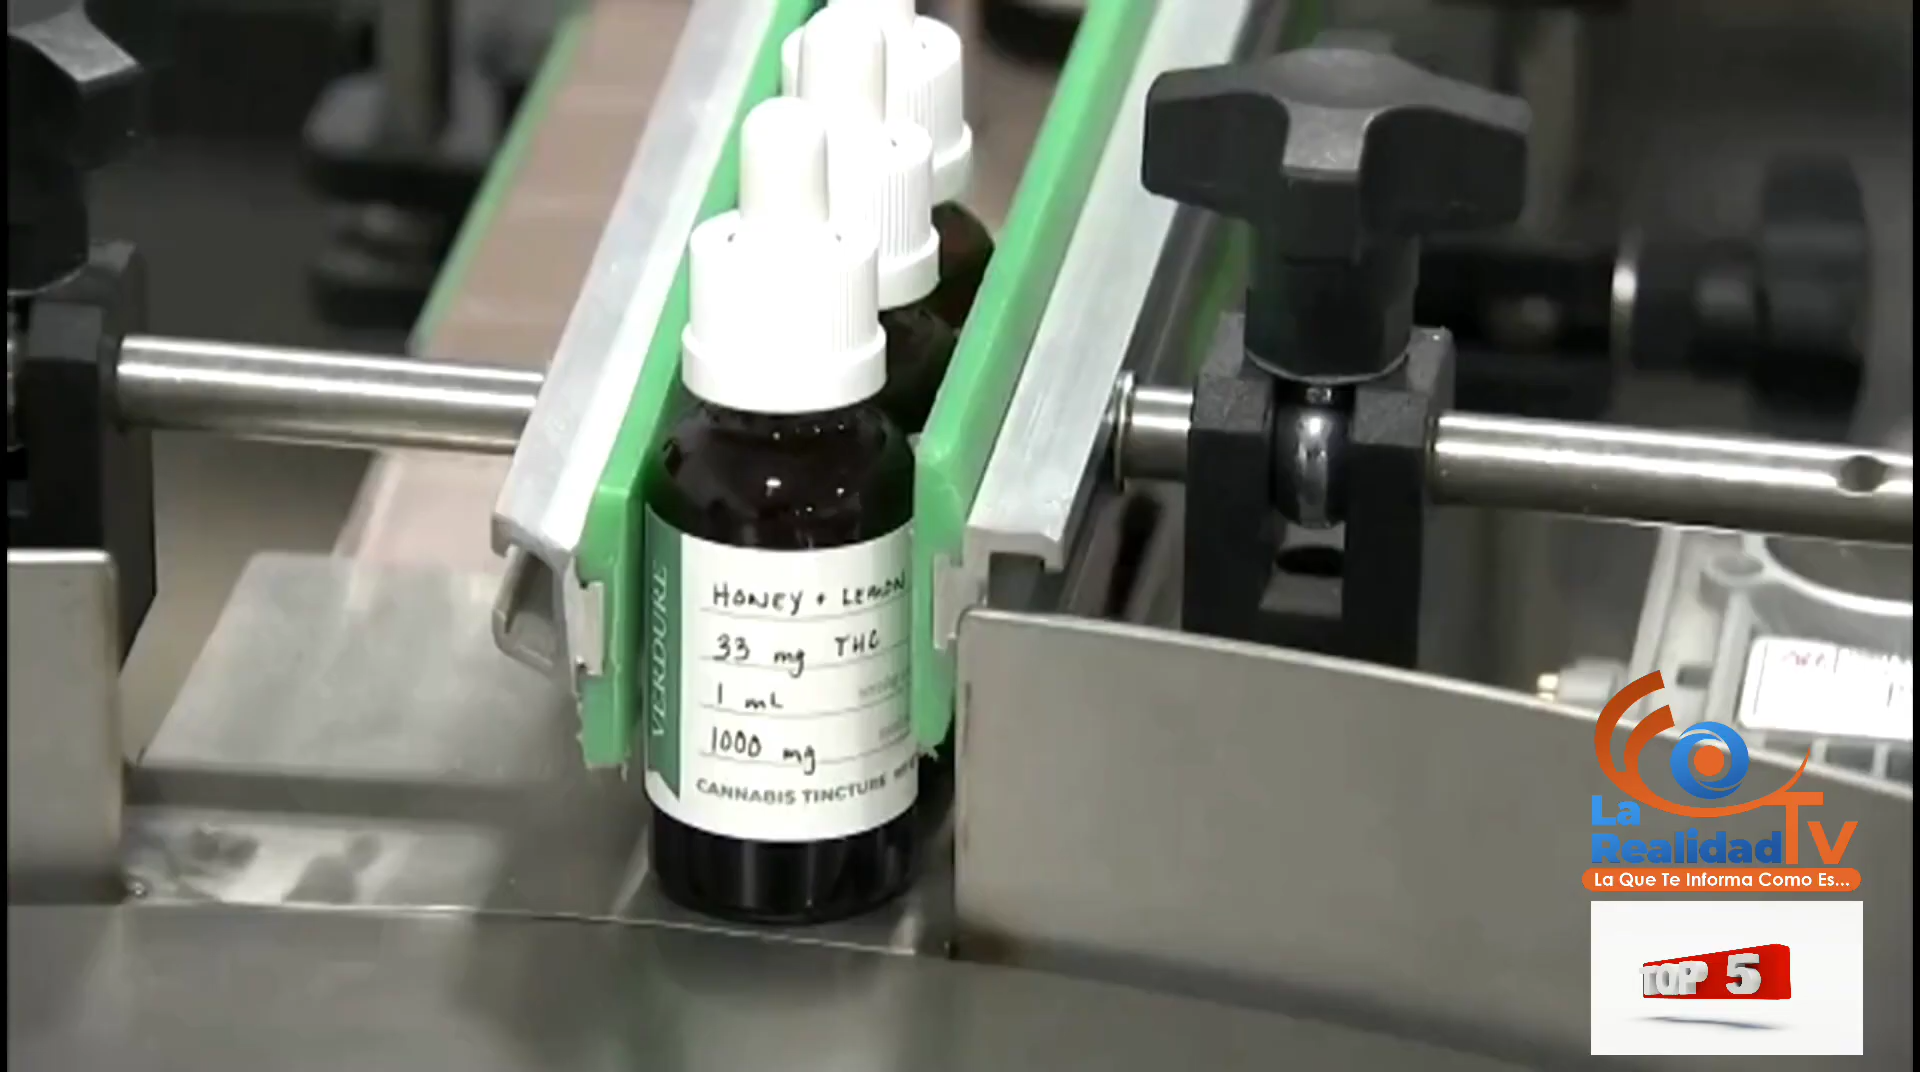 VERDURE
HONEY + LEMON
33 mg THC
1 mL
1000 mg
CANNABIS TINCTURE
La
Realidad TV
La Que Te Informa Como Es...
TOP 5